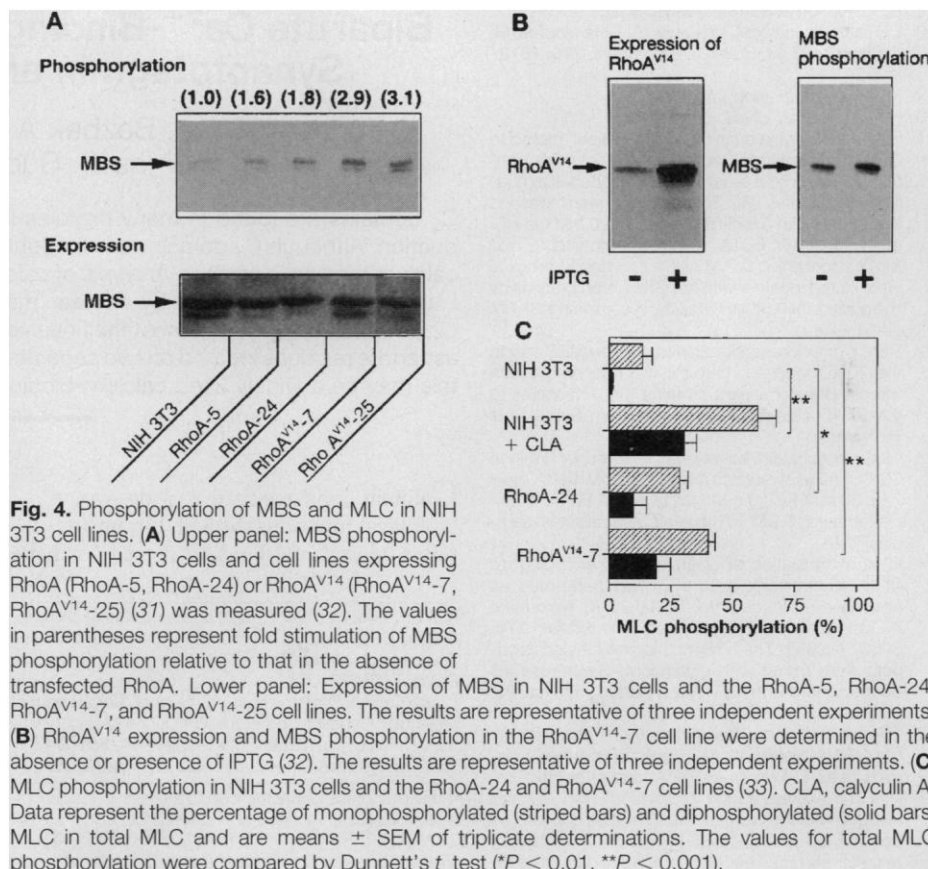 A
Phosphorylation
(1.0) (1.6) (1.8) (2.9) (3.1)
MBS
Expression
MBS
NIH 3T3
RhoA-5
RhoA-24
RhoAV14-7
Rho AV14-25
B
Expression of
RhoAV14
RhoAV14
IPTG - +
MBS
phosphorylation
MBS
- +
C
NIH 3T3
NIH 3T3
+ CLA
RhoA-24
RhoAV14-7
**
*
**
0 25 50 75 100
MLC phosphorylation (%)
Fig. 4. Phosphorylation of MBS and MLC in NIH
3T3 cell lines. (A) Upper panel: MBS phosphoryl-
ation in NIH 3T3 cells and cell lines expressing
RhoA (RhoA-5, RhoA-24) or RhoAV14 (RhoAV14-7,
RhoAV14-25) (31) was measured (32). The values
in parentheses represent fold stimulation of MBS
phosphorylation relative to that in the absence of
transfected RhoA. Lower panel: Expression of MBS in NIH 3T3 cells and the RhoA-5, RhoA-24
RhoAV14-7, and RhoAV14-25 cell lines. The results are representative of three independent experiments
(B) RhoAV14 expression and MBS phosphorylation in the RhoAV14-7 cell line were determined in the
absence or presence of IPTG (32). The results are representative of three independent experiments. (C
MLC phosphorylation in NIH 3T3 cells and the RhoA-24 and RhoAV14-7 cell lines (33). CLA, calyculin A
Data represent the percentage of monophosphorylated (striped bars) and diphosphorylated (solid bars
MLC in total MLC and are means ± SEM of triplicate determinations. The values for total MLC
phosphorylation were compared by Dunnett's t test (*P < 0.01, **P < 0.001).